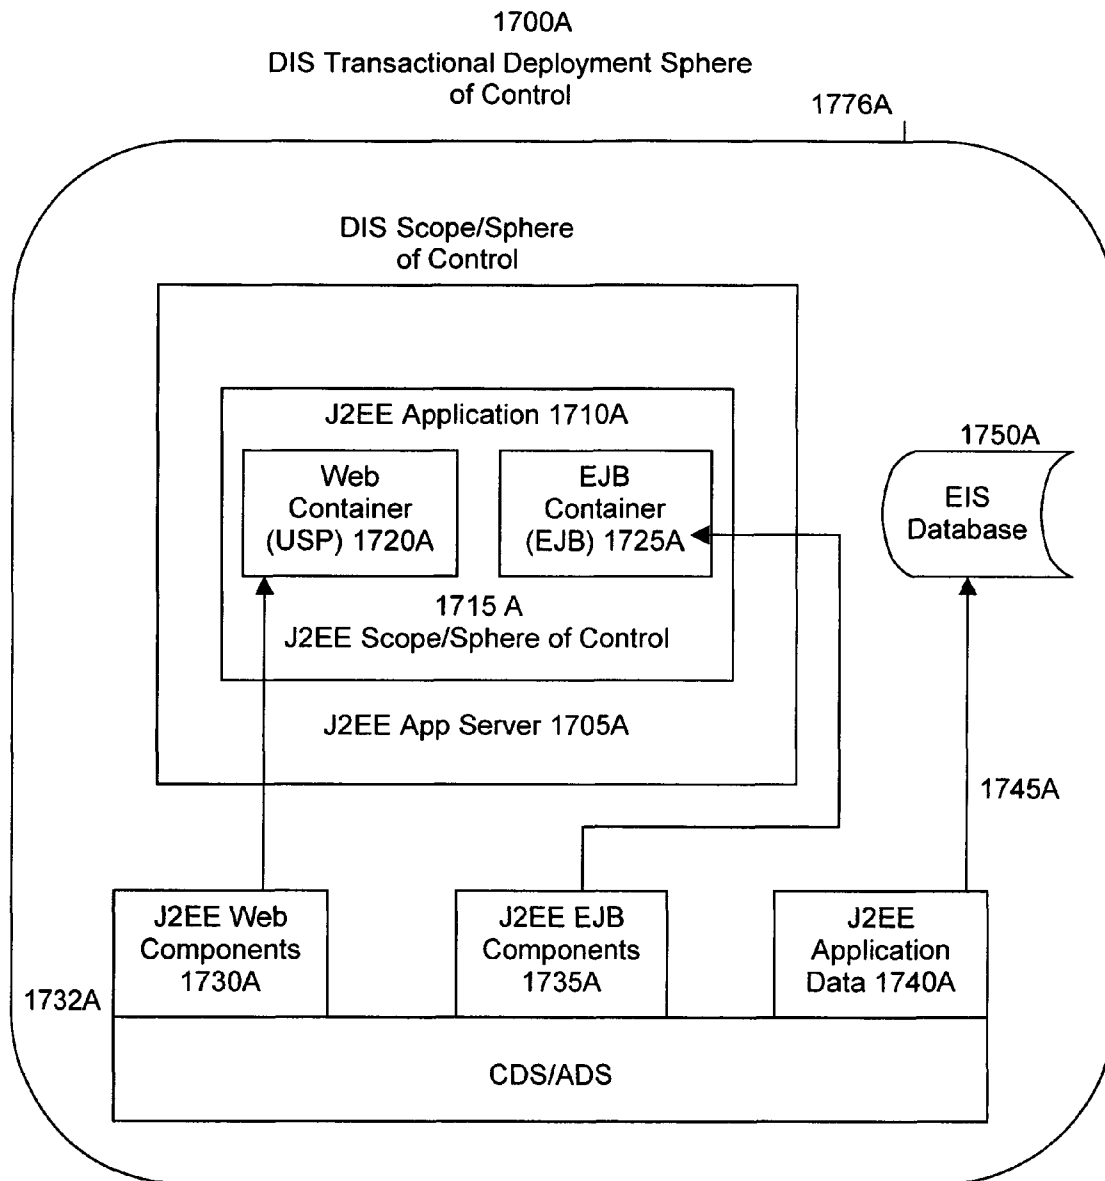 1700A
DIS Transactional Deployment Sphere
of Control
1776A
DIS Scope/Sphere
of Control
J2EE Application 1710A
Web
Container
(USP) 1720A
EJB
Container
(EJB) 1725A
1750A
EIS
Database
1715 A
J2EE Scope/Sphere of Control
J2EE App Server 1705A
1745A
J2EE Web
Components
1730A
J2EE EJB
Components
1735A
J2EE
Application
Data 1740A
1732A
CDS/ADS